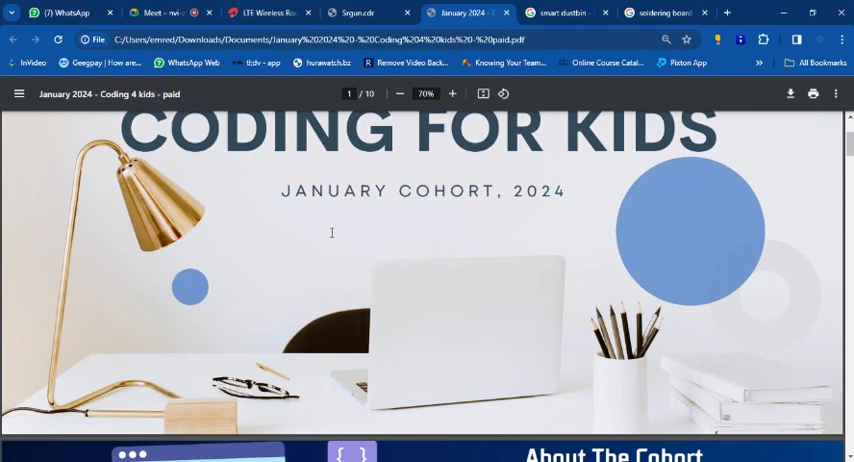 (7) WhatsApp
Meet – nvi
LTE Wireless Ro
Srgun.cdr
January 2024 - C
smart dustbin -
soldering board
File
C:/Users/emred/Downloads/Documents/January%202024%20-%20Coding%204%20kids%20-%20paid.pdf
InVideo
Geegpay | How are...
WhatsApp Web
tl;dv - app
hurawatch.bz
Remove Video Back...
Knowing Your Team...
Online Course Catal...
Pixton App
»
All Bookmarks
January 2024 - Coding 4 kids - paid
1 / 10
70%
CODING FOR KIDS
JANUARY COHORT, 2024
{ }
About The Cohort